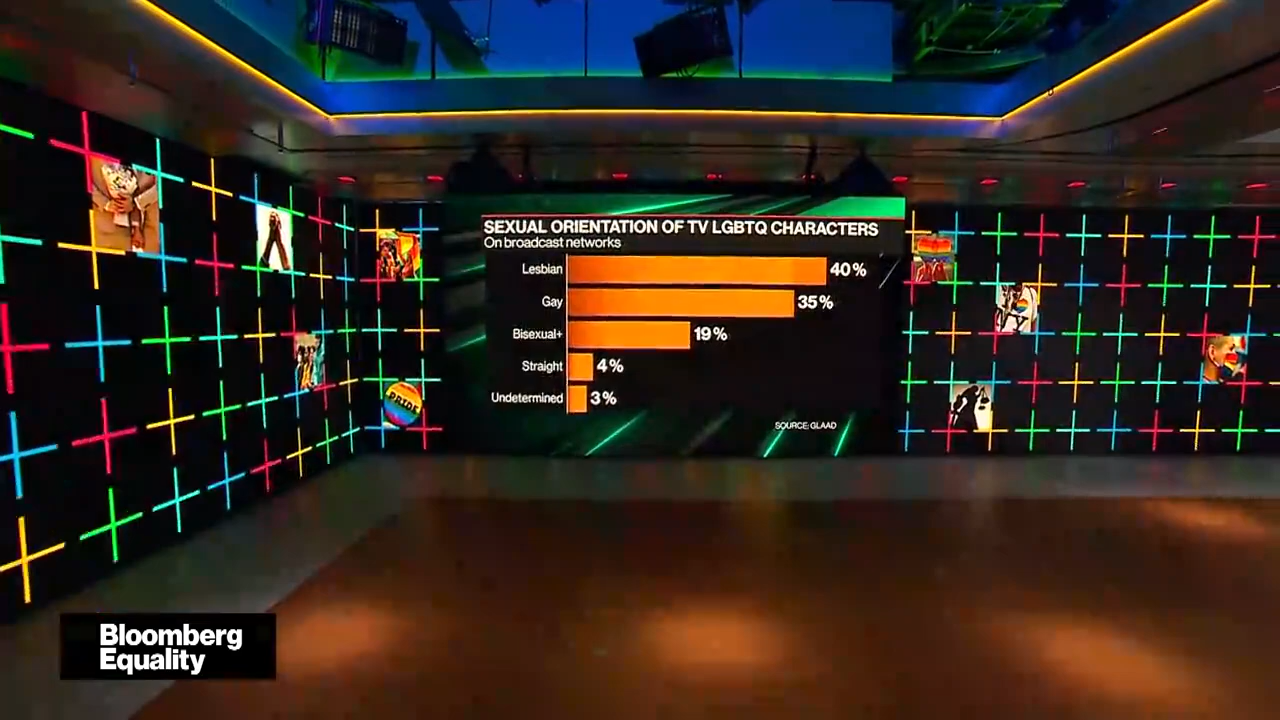 SEXUAL ORIENTATION OF TV LGBTQ CHARACTERS
On broadcast networks
Lesbian 40%
Gay 35%
Bisexual+ 19%
Straight 4%
Undetermined 3%
PRIDE
SOURCE: GLAAD
Bloomberg
Equality